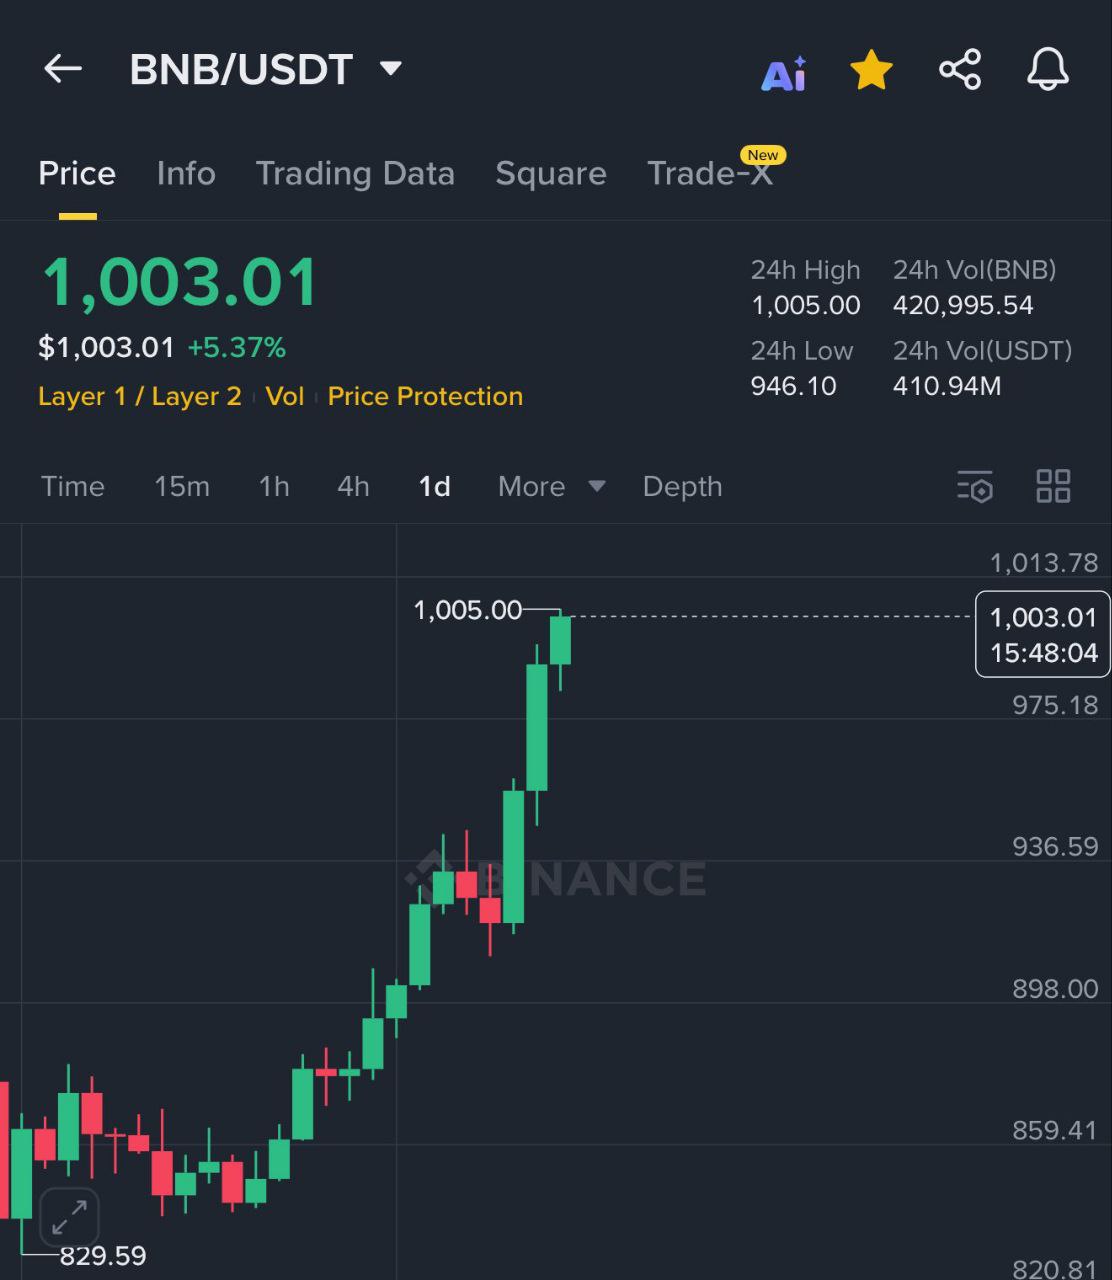 BNB/USDT
Ai
Price Info Trading Data Square Trade-X New
1,003.01
$1,003.01 +5.37%
Layer 1 / Layer 2 Vol Price Protection
24h High 24h Vol(BNB)
1,005.00 420,995.54
24h Low 24h Vol(USDT)
946.10 410.94M
Time 15m 1h 4h 1d More Depth
1,013.78
1,005.00
1,003.01
15:48:04
975.18
936.59
BINANCE
898.00
859.41
829.59
820.81